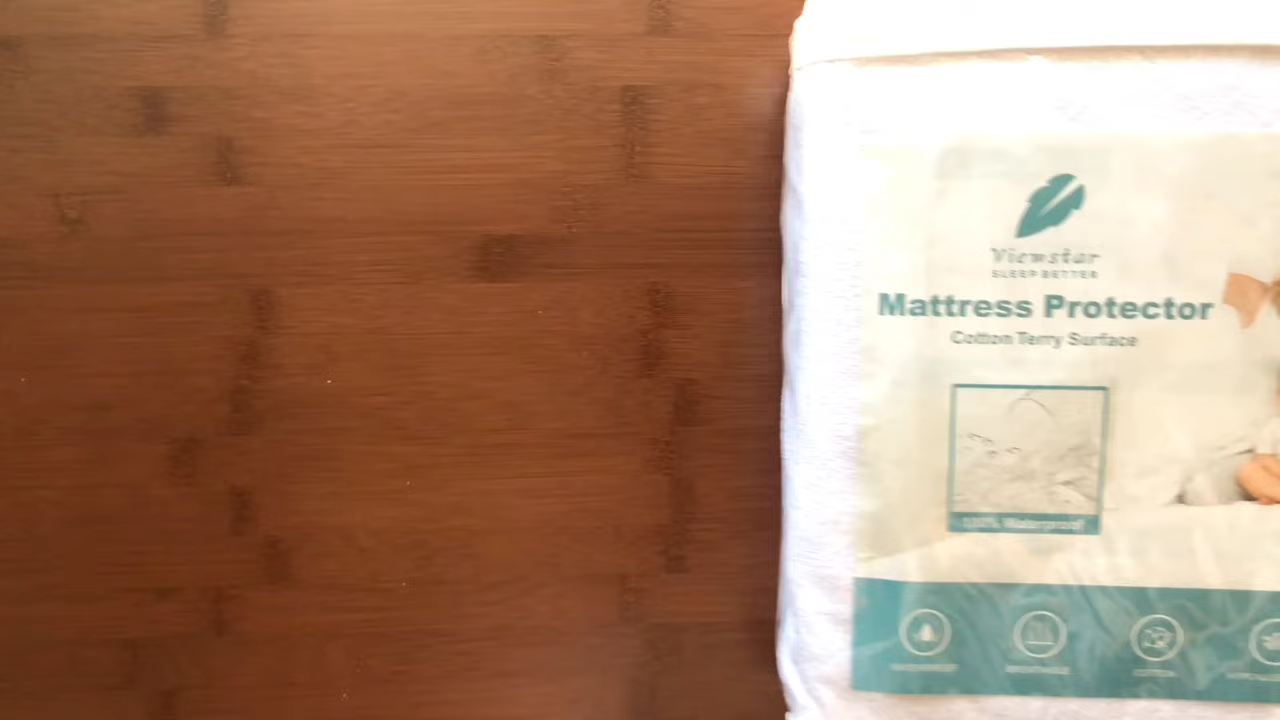 Viewstar
SLEEP BETTER
Mattress Protector
Cotton Terry Surface
100% Waterproof